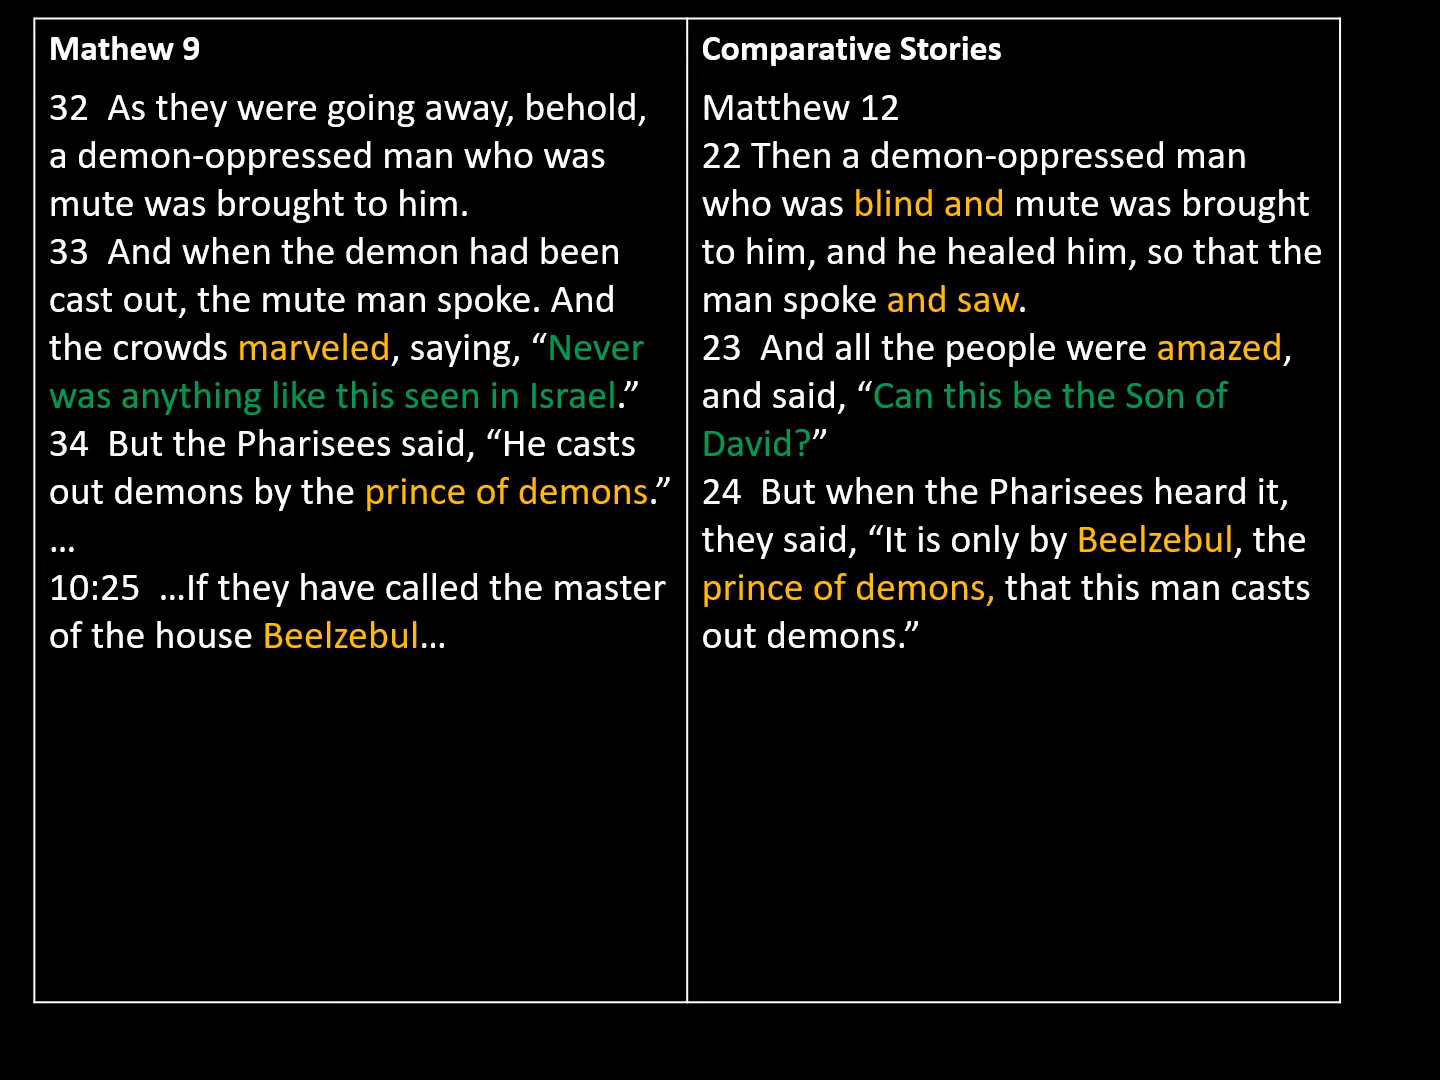 Mathew 9
32  As they were going away, behold,
a demon-oppressed man who was
mute was brought to him.
33  And when the demon had been
cast out, the mute man spoke. And
the crowds marveled, saying, “Never
was anything like this seen in Israel.”
34  But the Pharisees said, “He casts
out demons by the prince of demons.”
…
10:25  …If they have called the master
of the house Beelzebul…
Comparative Stories
Matthew 12
22 Then a demon-oppressed man
who was blind and mute was brought
to him, and he healed him, so that the
man spoke and saw.
23  And all the people were amazed,
and said, “Can this be the Son of
David?”
24  But when the Pharisees heard it,
they said, “It is only by Beelzebul, the
prince of demons, that this man casts
out demons.”